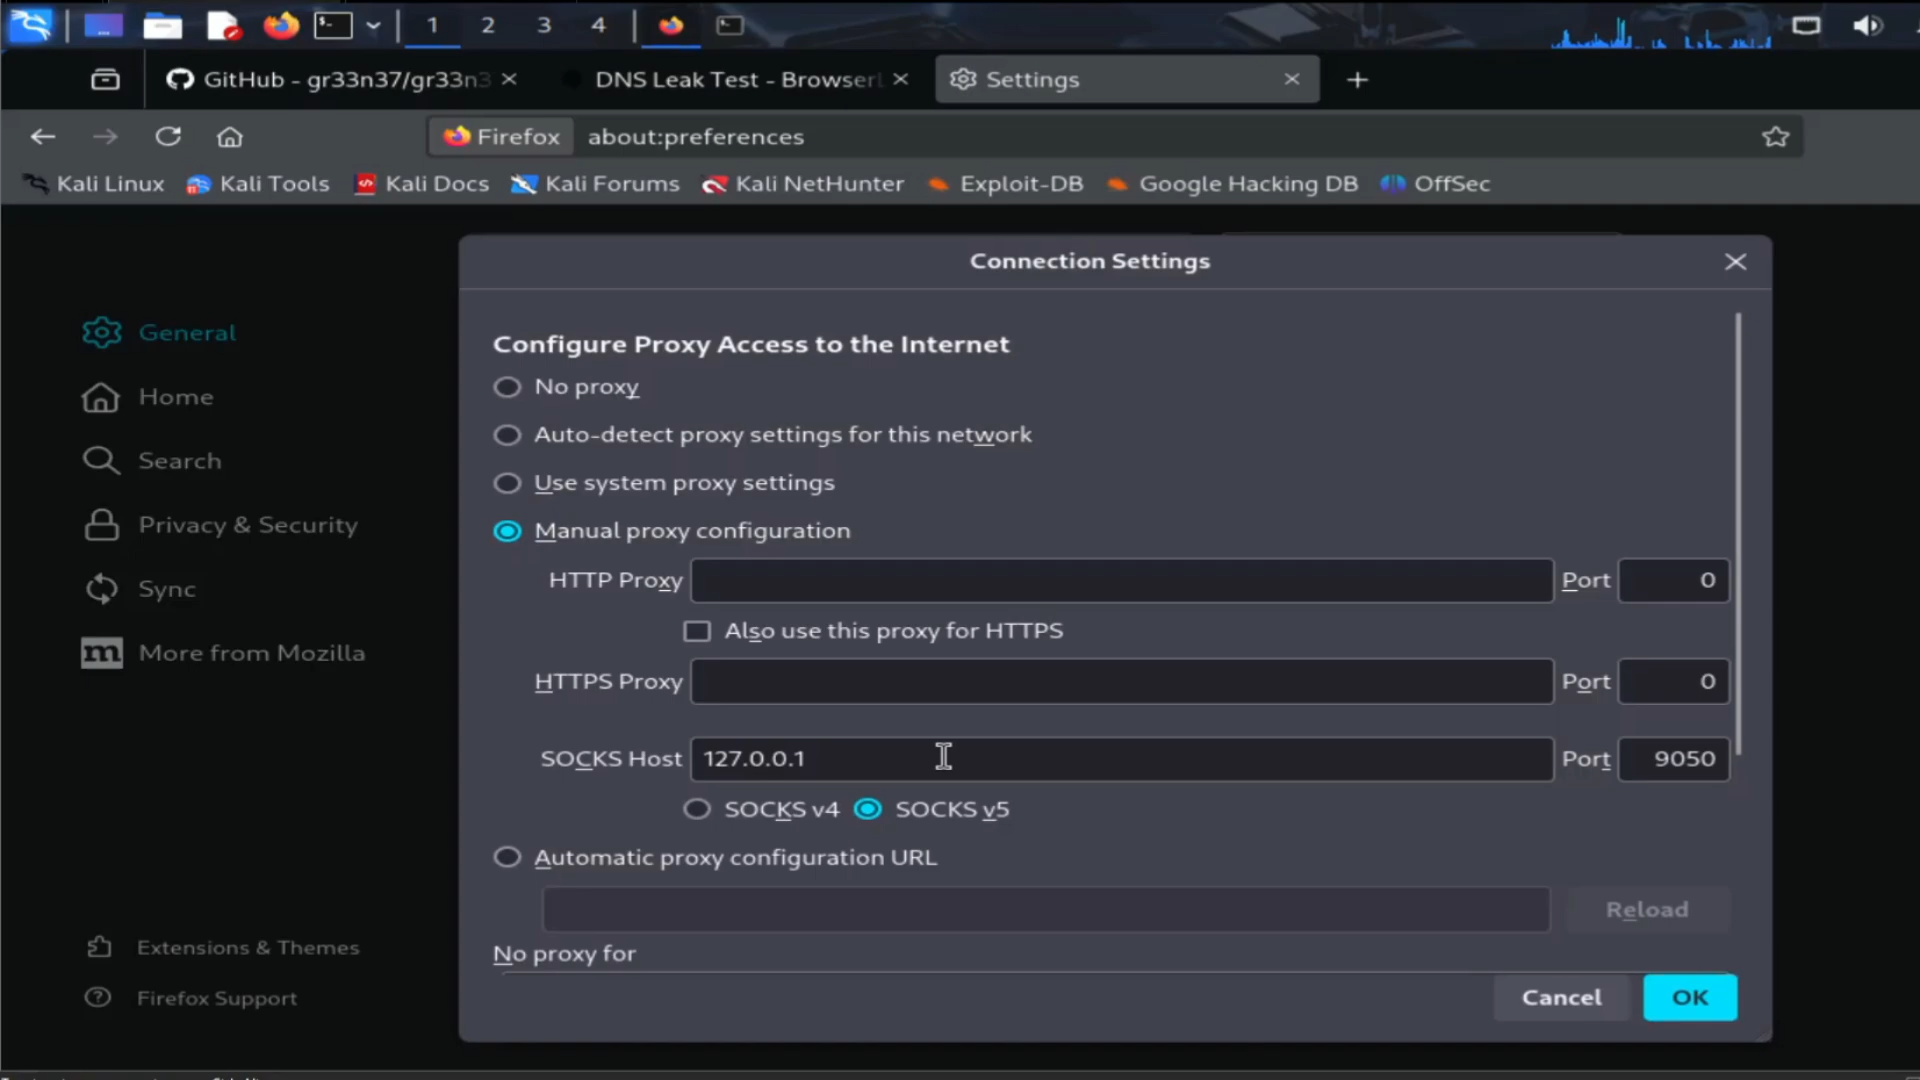 1 2 3 4
GitHub - gr33n37/gr33n3
DNS Leak Test - Browserl
Settings
Firefox about:preferences
Kali Linux Kali Tools Kali Docs Kali Forums Kali NetHunter Exploit-DB Google Hacking DB OffSec
Connection Settings
General
Home
Search
Privacy & Security
Sync
More from Mozilla
Extensions & Themes
Firefox Support
Configure Proxy Access to the Internet
No proxy
Auto-detect proxy settings for this network
Use system proxy settings
Manual proxy configuration
HTTP Proxy Port 0
Also use this proxy for HTTPS
HTTPS Proxy Port 0
SOCKS Host 127.0.0.1 Port 9050
SOCKS v4 SOCKS v5
Automatic proxy configuration URL
Reload
No proxy for
Cancel OK